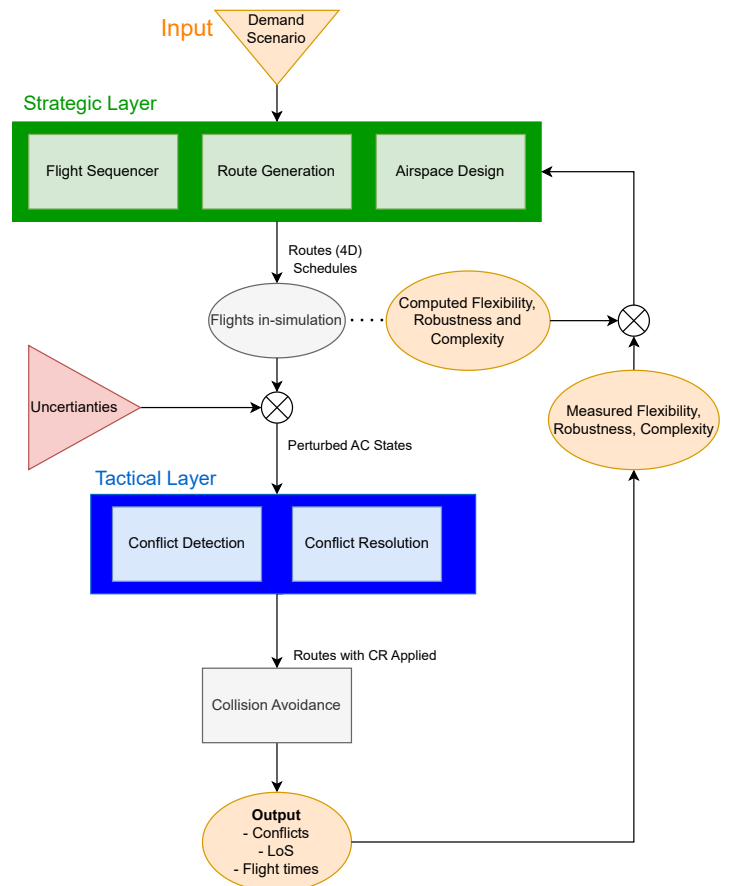 Input
Demand
Scenario
Strategic Layer
Flight Sequencer
Route Generation
Airspace Design
Routes (4D)
Schedules
Flights in-simulation
Computed Flexibility,
Robustness and
Complexity
Uncertianties
Measured Flexibility,
Robustness, Complexity
Perturbed AC States
Tactical Layer
Conflict Detection
Conflict Resolution
Routes with CR Applied
Collision Avoidance
Output
- Conflicts
- LoS
- Flight times